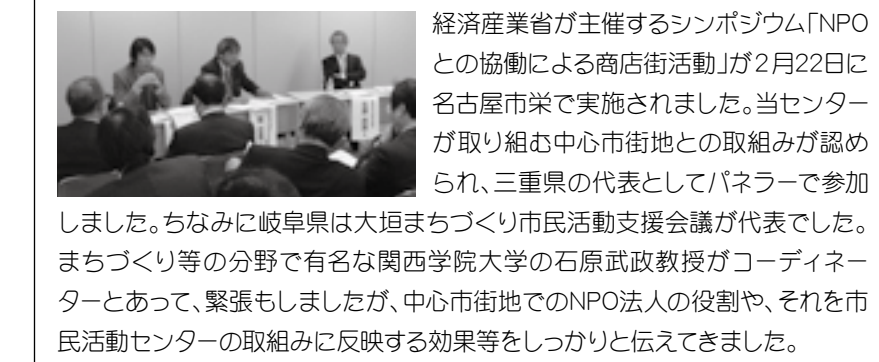 経済産業省が主催するシンポジウム「NPO
との協働による商店街活動」が2月22日に
名古屋市栄で実施されました。当センター
が取り組む中心市街地との取組みが認め
られ、三重県の代表としてパネラーで参加
しました。ちなみに岐阜県は大垣まちづくり市民活動支援会議が代表でした。
まちづくり等の分野で有名な関西学院大学の石原武政教授がコーディネー
ターとあって、緊張もしましたが、中心市街地でのNPO法人の役割や、それを市
民活動センターの取組みに反映する効果等をしっかりと伝えてきました。